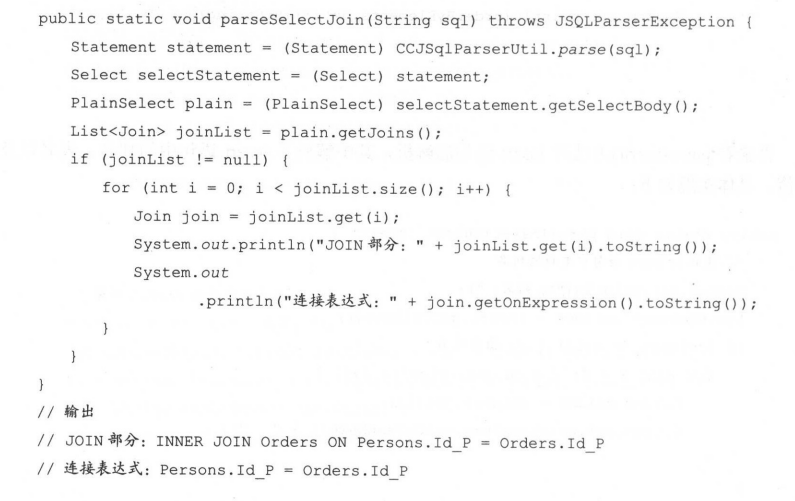 public static void parseSelectJoin(String sql) throws JSQLParserException {
Statement statement = (Statement) CCJSqlParserUtil.parse(sql);
Select selectStatement = (Select) statement;
PlainSelect plain = (PlainSelect) selectStatement.getSelectBody();
List<Join> joinList = plain.getJoins();
if (joinList != null) {
for (int i = 0; i < joinList.size(); i++) {
Join join = joinList.get(i);
System.out.println("JOIN 部分: " + joinList.get(i).toString());
System.out
.println("连接表达式: " + join.getOnExpression().toString());
}
}
}
// 输出
// JOIN 部分: INNER JOIN Orders ON Persons.Id_P = Orders.Id_P
// 连接表达式: Persons.Id_P = Orders.Id_P